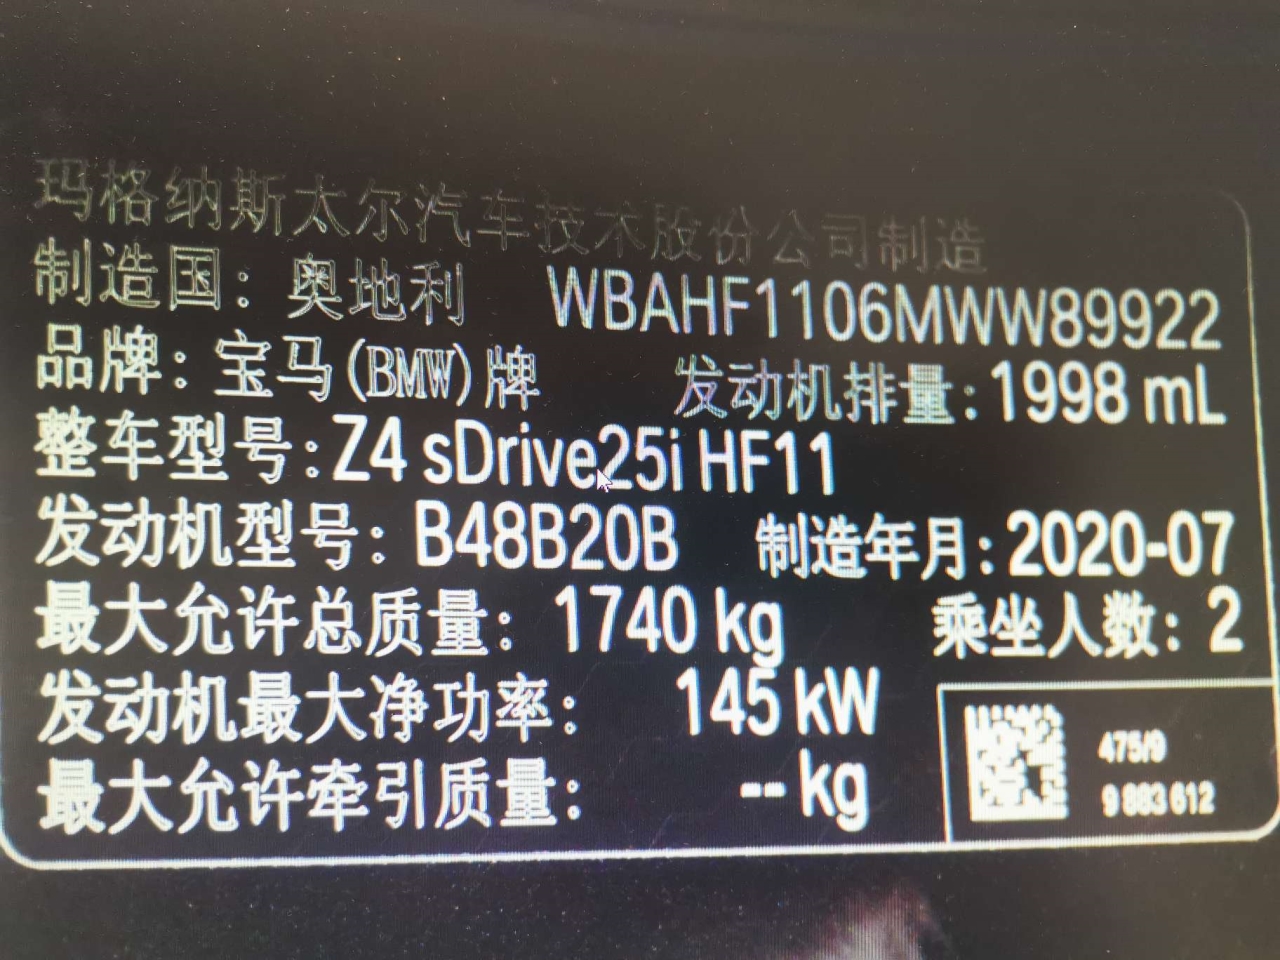 玛格纳斯太尔汽车技术股份公司制造
制造国：奥地利 WBAHF1106MWW89922
品牌：宝马(BMW)牌 发动机排量：1998 mL
整车型号：Z4 sDrive25i HF11
发动机型号：B48B20B 制造年月：2020-07
最大允许总质量：1740 kg 乘坐人数：2
发动机最大净功率：145 kW
最大允许牵引质量：-- kg
475/9
9 883 612